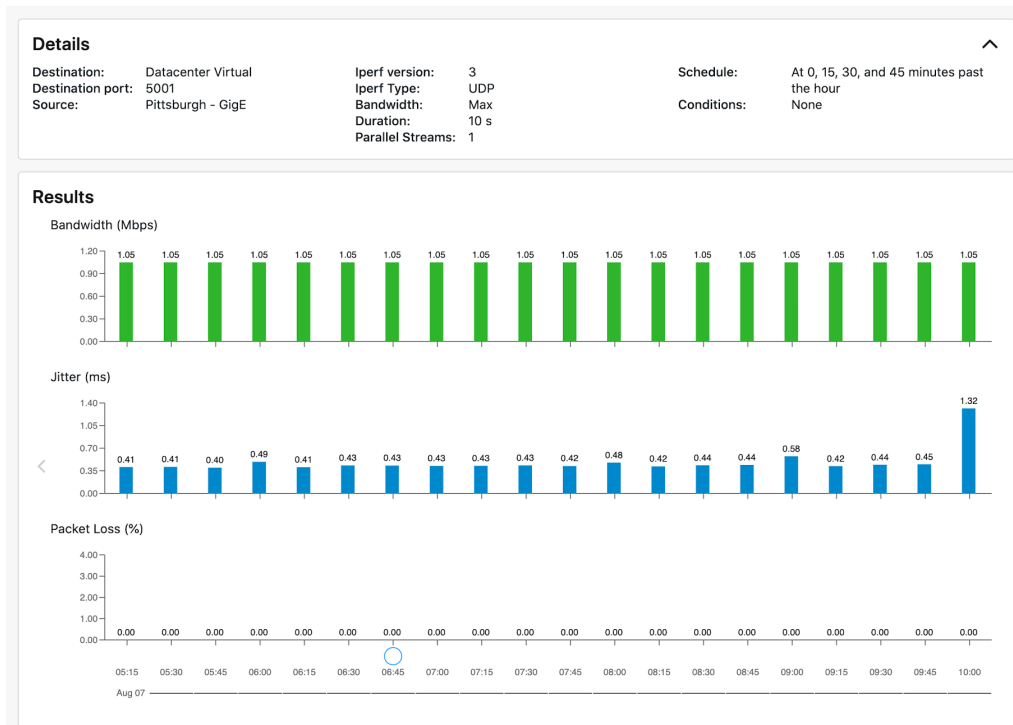 Details
Destination: Datacenter Virtual
Destination port: 5001
Source: Pittsburgh - GigE
Iperf version: 3
Iperf Type: UDP
Bandwidth: Max
Duration: 10 s
Parallel Streams: 1
Schedule: At 0, 15, 30, and 45 minutes past
the hour
Conditions: None
Results
Bandwidth (Mbps)
1.20
0.90
0.60
0.30
0.00
1.05 1.05 1.05 1.05 1.05 1.05 1.05 1.05 1.05 1.05 1.05 1.05 1.05 1.05 1.05 1.05 1.05 1.05 1.05 1.05
Jitter (ms)
1.40
1.05
0.70
0.35
0.00
0.41 0.41 0.40 0.49 0.41 0.43 0.43 0.43 0.43 0.43 0.42 0.48 0.42 0.44 0.44 0.58 0.42 0.44 0.45 1.32
Packet Loss (%)
4.00
3.00
2.00
1.00
0.00
0.00 0.00 0.00 0.00 0.00 0.00 0.00 0.00 0.00 0.00 0.00 0.00 0.00 0.00 0.00 0.00 0.00 0.00 0.00 0.00
05:15 05:30 05:45 06:00 06:15 06:30 06:45 07:00 07:15 07:30 07:45 08:00 08:15 08:30 08:45 09:00 09:15 09:30 09:45 10:00
Aug 07